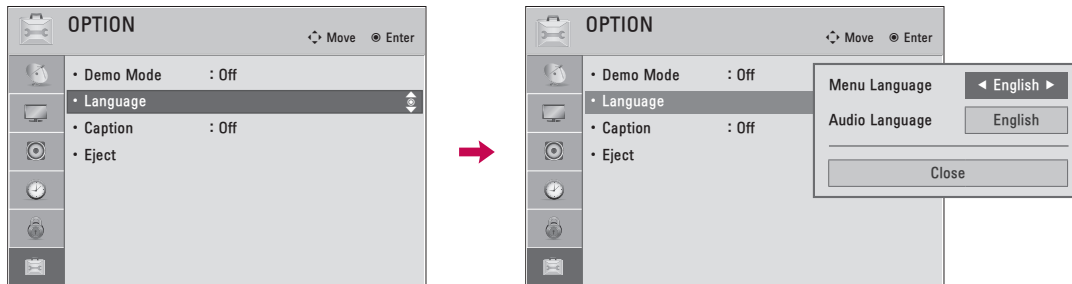 OPTION
Move Enter
• Demo Mode : Off
• Language
• Caption : Off
• Eject
OPTION
Move Enter
• Demo Mode : Off
• Language
• Caption : Off
• Eject
Menu Language ◄ English ►
Audio Language English
Close